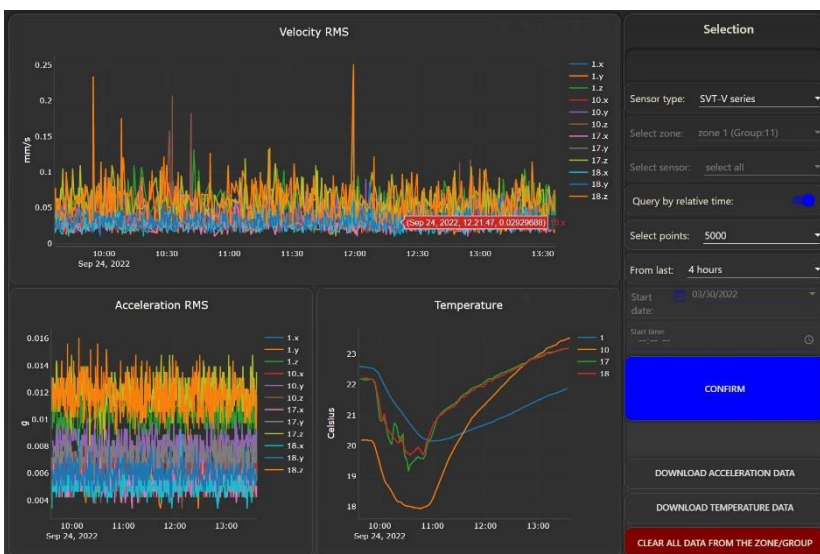 Velocity RMS
mm/s
0.25
0.2
0.15
0.1
0.05
0
10:00
10:30
11:00
11:30
12:00
12:30
13:00
13:30
Sep 24, 2022
(Sep 24, 2022, 12.21.47, 0.02929688)
10.x
1.x
1.y
1.z
10.x
10.y
10.z
17.x
17.y
17.z
18.x
18.y
18.z
Acceleration RMS
g
0.016
0.014
0.012
0.01
0.008
0.006
0.004
10:00
11:00
12:00
13:00
Sep 24, 2022
1.x
1.y
1.z
10.x
10.y
10.z
17.x
17.y
17.z
18.x
18.y
18.z
Temperature
Celsius
23
22
21
20
19
18
10:00
11:00
12:00
13:00
Sep 24, 2022
1
10
17
18
Selection
Sensor type: SVT-V series
Select zone: zone 1 (Group:11)
Select sensor: select all
Query by relative time:
Select points: 5000
From last: 4 hours
Start date: 03/30/2022
Start time:
--:-- --
CONFIRM
DOWNLOAD ACCELERATION DATA
DOWNLOAD TEMPERATURE DATA
CLEAR ALL DATA FROM THE ZONE/GROUP